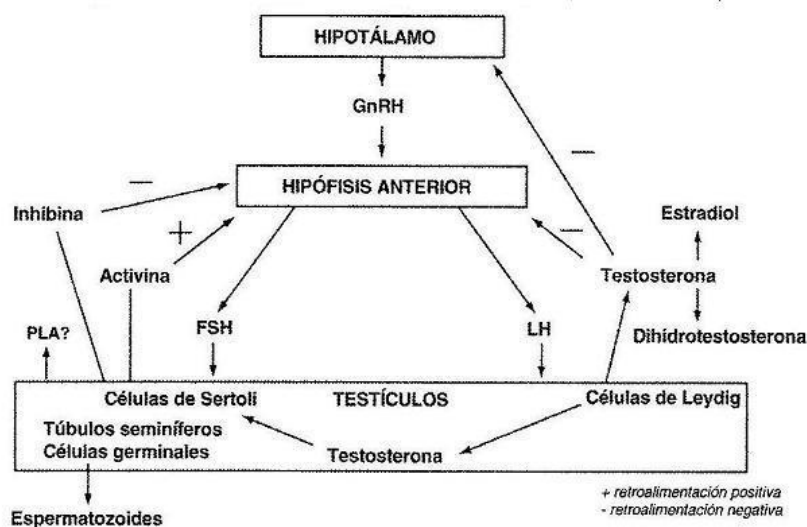 HIPOTÁLAMO
GnRH
HIPÓFISIS ANTERIOR
Inhibina
Activina
Estradiol
Testosterona
Dihidrotestosterona
PLA?
FSH
LH
Células de Sertoli
TESTÍCULOS
Células de Leydig
Túbulos seminíferos
Células germinales
Testosterona
Espermatozoides
+ retroalimentación positiva
- retroalimentación negativa